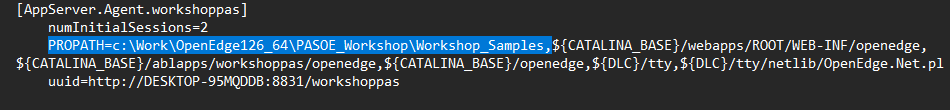 [AppServer.Agent.workshoppas]
numInitialSessions=2
PROPATH=c:\Work\OpenEdge126_64\PASOE_Workshop\Workshop_Samples,${CATALINA_BASE}/webapps/ROOT/WEB-INF/openedge,
${CATALINA_BASE}/ablapps/workshoppas/openedge,${CATALINA_BASE}/openedge,${DLC}/tty,${DLC}/tty/netlib/OpenEdge.Net.pl
uuid=http://DESKTOP-95MQDDB:8831/workshoppas